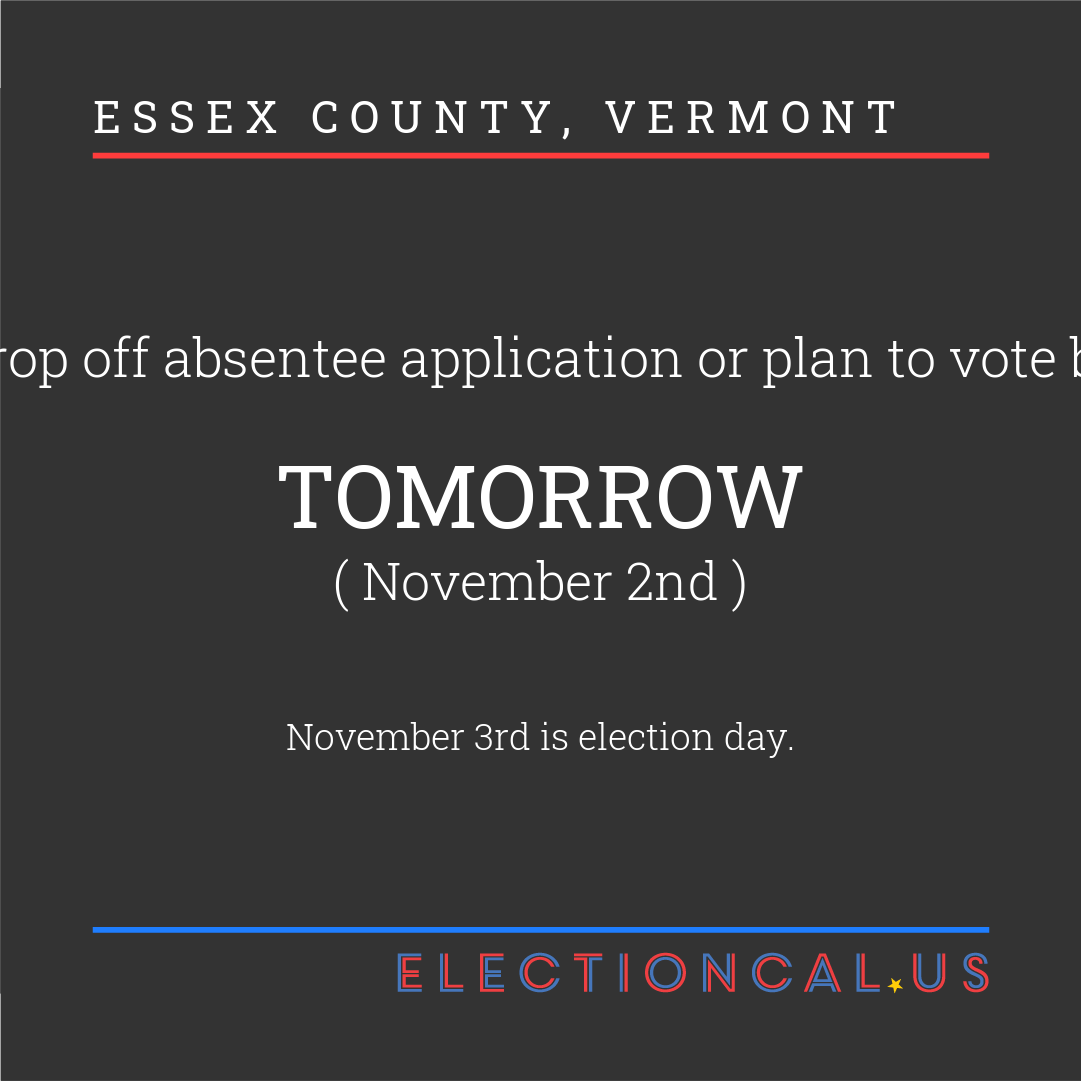 ESSEX COUNTY, VERMONT
rop off absentee application or plan to vote b
TOMORROW
( November 2nd )
November 3rd is election day.
ELECTIONCAL.US